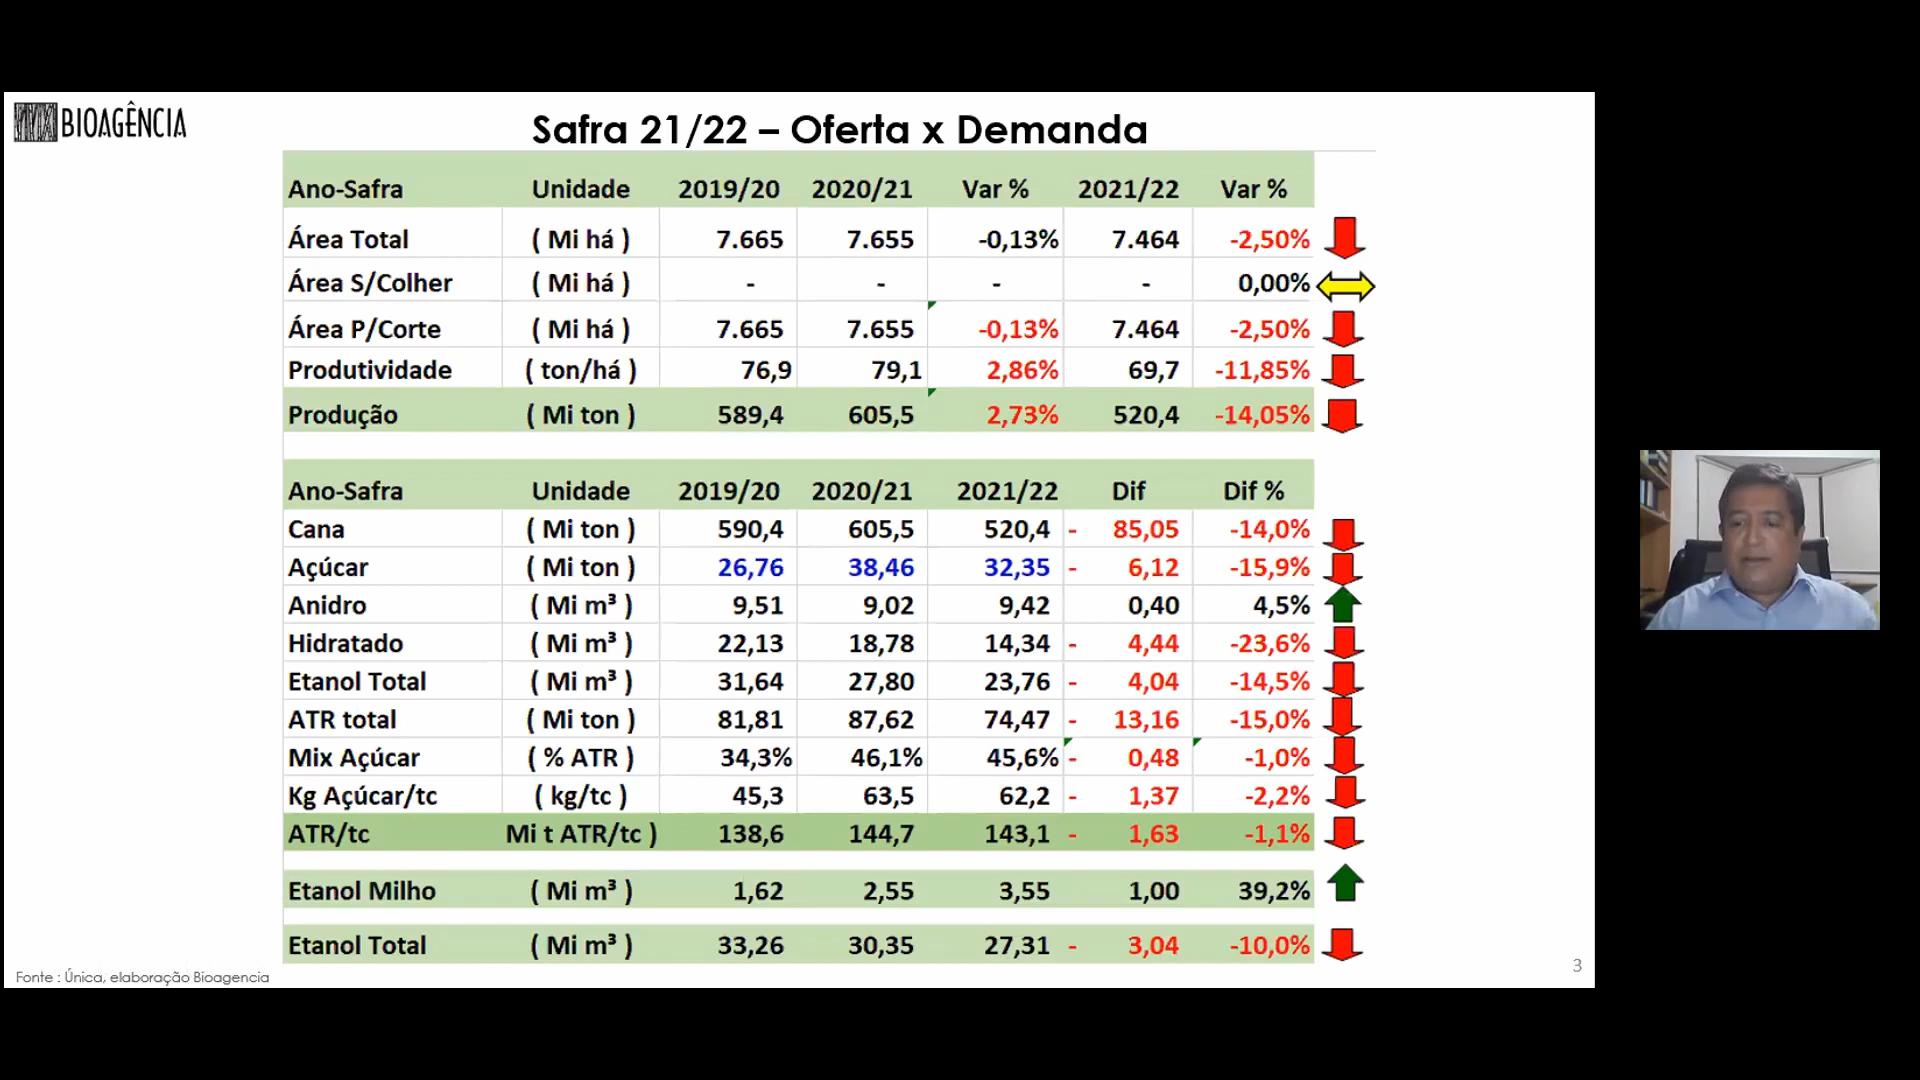 BIOAGÊNCIA
Safra 21/22 – Oferta x Demanda
Ano-Safra Unidade 2019/20 2020/21 Var % 2021/22 Var %
Área Total ( Mi há ) 7.665 7.655 -0,13% 7.464 -2,50%
Área S/Colher ( Mi há ) - - - - 0,00%
Área P/Corte ( Mi há ) 7.665 7.655 -0,13% 7.464 -2,50%
Produtividade ( ton/há ) 76,9 79,1 2,86% 69,7 -11,85%
Produção ( Mi ton ) 589,4 605,5 2,73% 520,4 -14,05%
Ano-Safra Unidade 2019/20 2020/21 2021/22 Dif Dif %
Cana ( Mi ton ) 590,4 605,5 520,4 - 85,05 -14,0%
Açúcar ( Mi ton ) 26,76 38,46 32,35 - 6,12 -15,9%
Anidro ( Mi m³ ) 9,51 9,02 9,42 0,40 4,5%
Hidratado ( Mi m³ ) 22,13 18,78 14,34 - 4,44 -23,6%
Etanol Total ( Mi m³ ) 31,64 27,80 23,76 - 4,04 -14,5%
ATR total ( Mi ton ) 81,81 87,62 74,47 - 13,16 -15,0%
Mix Açúcar ( % ATR ) 34,3% 46,1% 45,6% - 0,48 -1,0%
Kg Açúcar/tc ( kg/tc ) 45,3 63,5 62,2 - 1,37 -2,2%
ATR/tc Mi t ATR/tc ) 138,6 144,7 143,1 - 1,63 -1,1%
Etanol Milho ( Mi m³ ) 1,62 2,55 3,55 1,00 39,2%
Etanol Total ( Mi m³ ) 33,26 30,35 27,31 - 3,04 -10,0%
Fonte : Única, elaboração Bioagencia
3